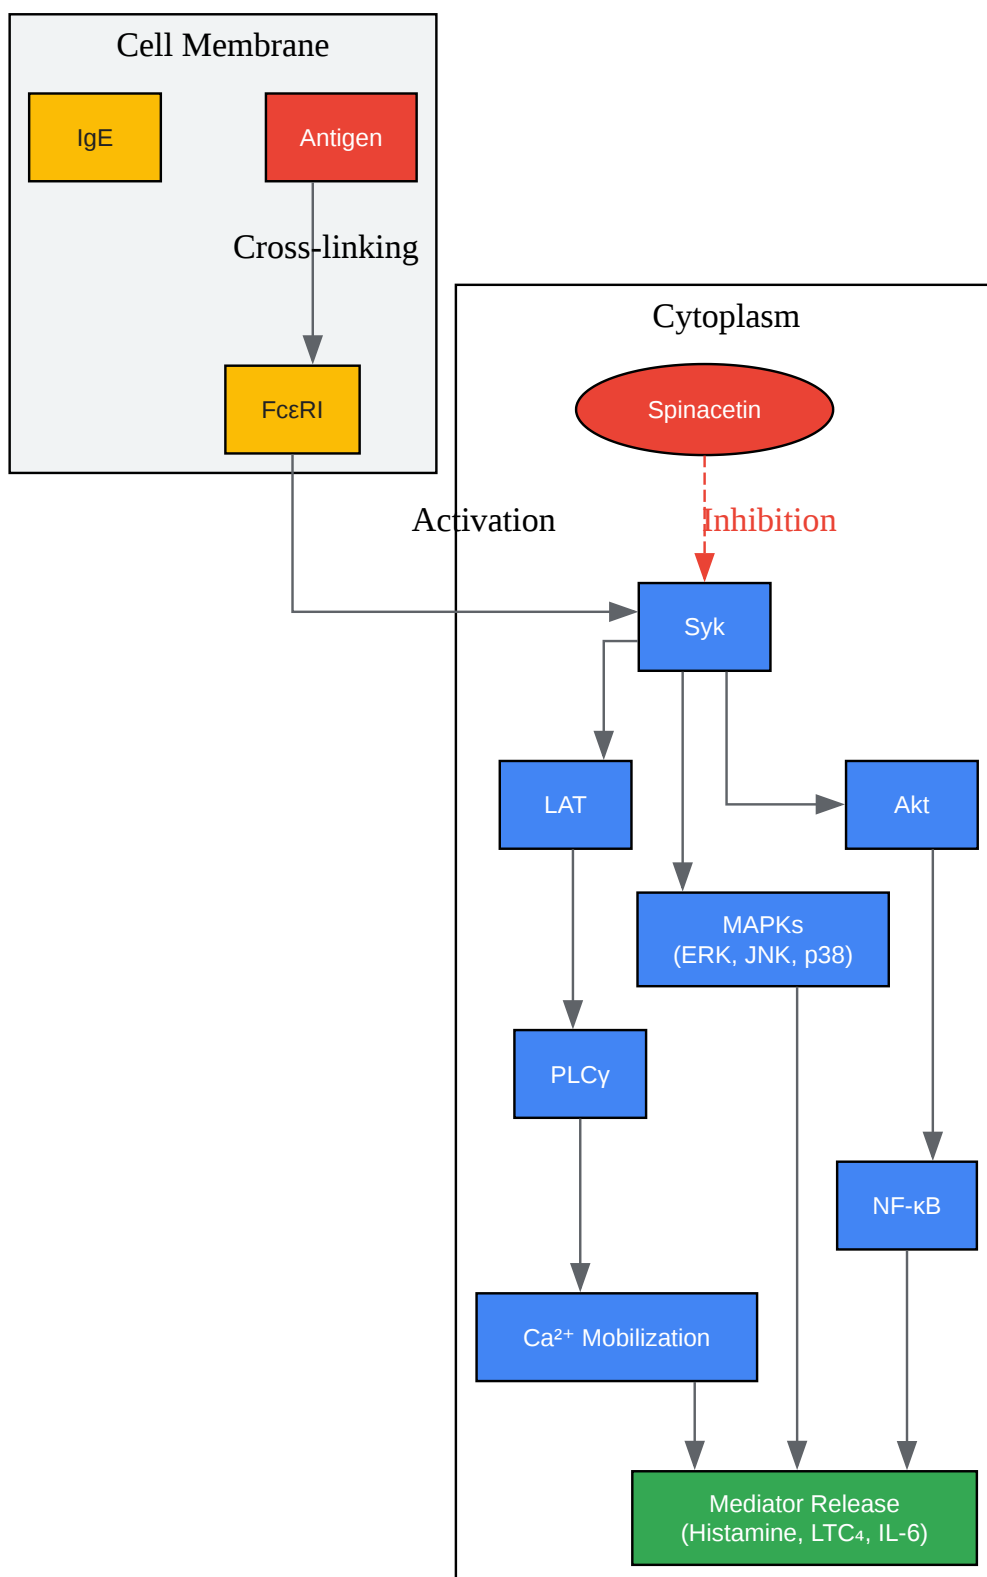 Cell Membrane
IgE
Antigen
Cross-linking
FcεRI
Cytoplasm
Spinacetin
Activation
Inhibition
Syk
LAT
Akt
MAPKs
(ERK, JNK, p38)
PLCγ
NF-κB
Ca²⁺ Mobilization
Mediator Release
(Histamine, LTC₄, IL-6)